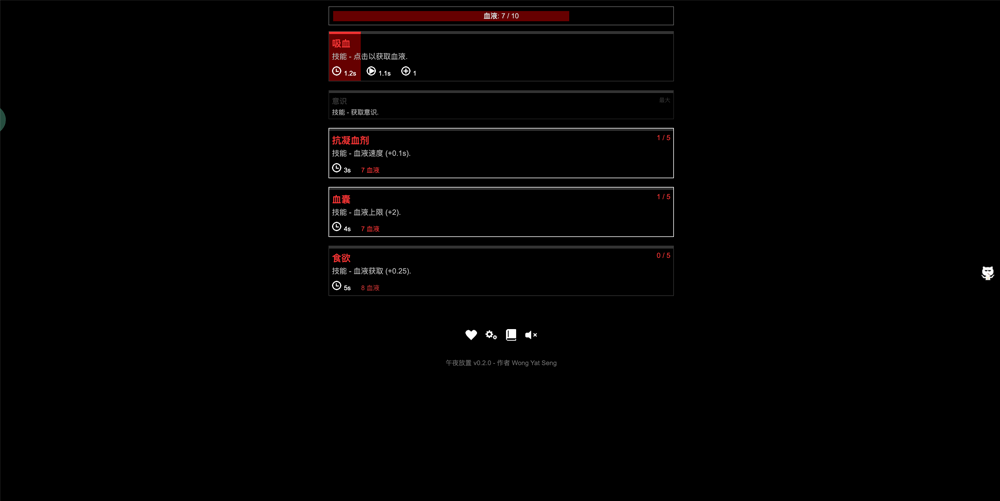 血液: 7 / 10
吸血
技能 - 点击以获取血液.
1.2s 1.1s 1
意识 最大
技能 - 获取意识.
抗凝血剂 1 / 5
技能 - 血液速度 (+0.1s).
3s 7 血液
血囊 1 / 5
技能 - 血液上限 (+2).
4s 7 血液
食欲 0 / 5
技能 - 血液获取 (+0.25).
5s 8 血液
午夜放置 v0.2.0 - 作者 Wong Yat Seng